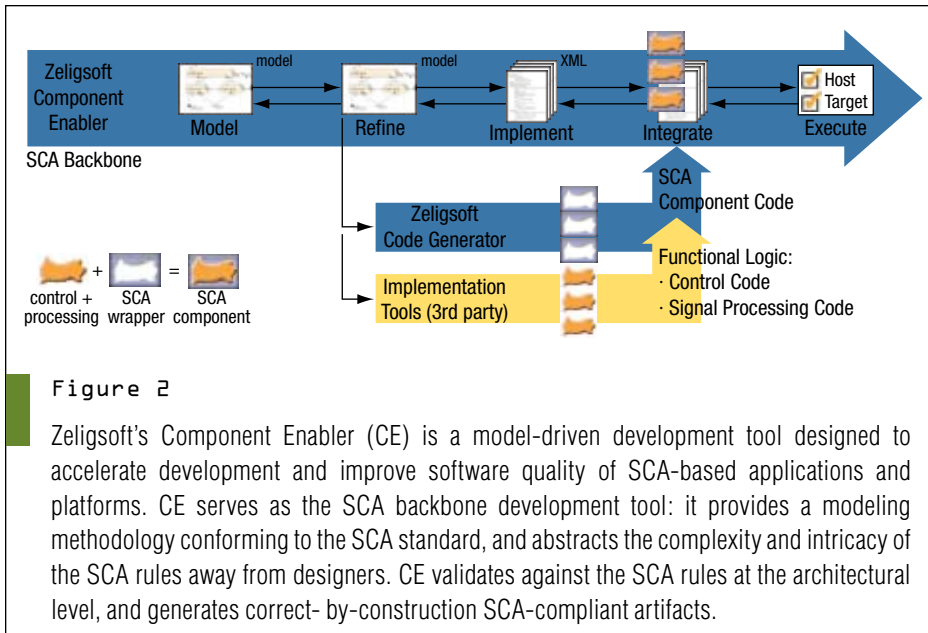 Zeligsoft
Component
Enabler
model
model
XML
Host
Target
Model
Refine
Implement
Integrate
Execute
SCA Backbone
SCA
Component Code
Zeligsoft
Code Generator
Functional Logic:
· Control Code
· Signal Processing Code
Implementation
Tools (3rd party)
+
=
control +
processing
SCA
wrapper
SCA
component
Figure 2
Zeligsoft's Component Enabler (CE) is a model-driven development tool designed to
accelerate development and improve software quality of SCA-based applications and
platforms. CE serves as the SCA backbone development tool: it provides a modeling
methodology conforming to the SCA standard, and abstracts the complexity and intricacy of
the SCA rules away from designers. CE validates against the SCA rules at the architectural
level, and generates correct- by-construction SCA-compliant artifacts.